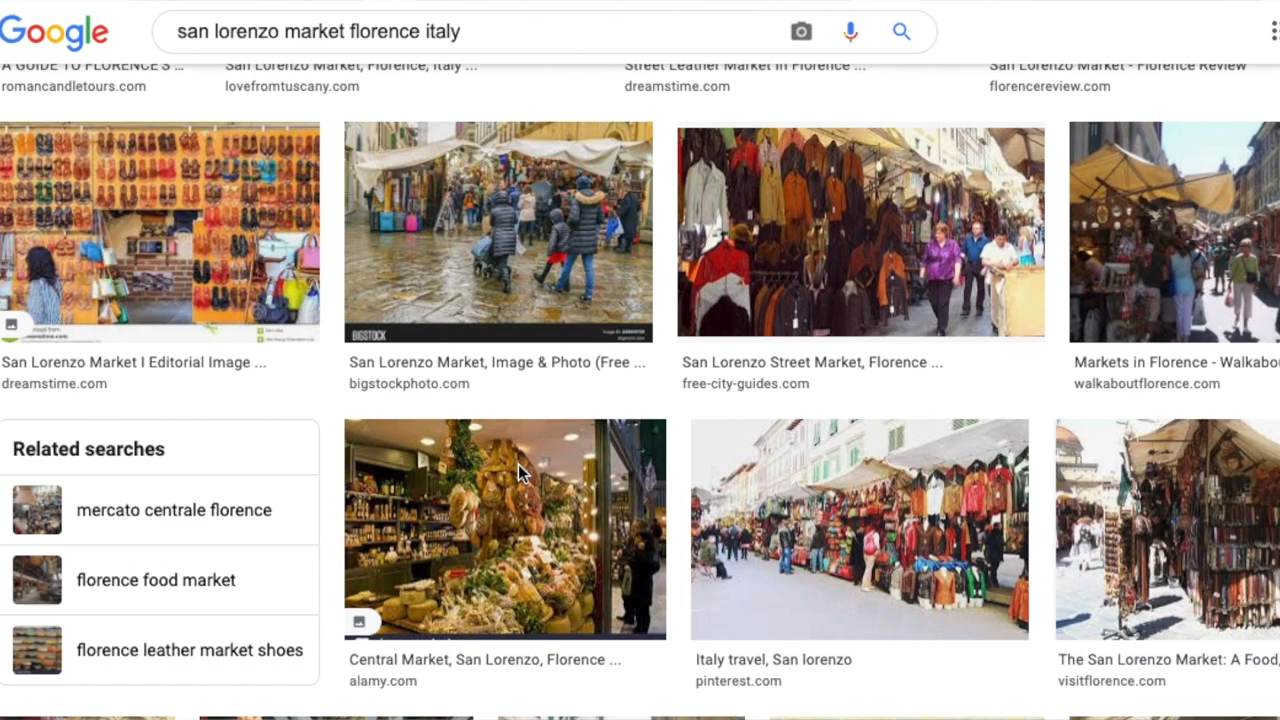 Google
san lorenzo market florence italy
A GUIDE TO FLORENCE'S ...
San Lorenzo Market, Florence, Italy ...
Street Leather Market in Florence ...
San Lorenzo Market - Florence Review
romancandletours.com
lovefromtuscany.com
dreamstime.com
florencereview.com
BIGSTOCK
San Lorenzo Market I Editorial Image ...
San Lorenzo Market, Image & Photo (Free ...
San Lorenzo Street Market, Florence ...
Markets in Florence - Walkabou
dreamstime.com
bigstockphoto.com
free-city-guides.com
walkaboutflorence.com
Related searches
mercato centrale florence
florence food market
florence leather market shoes
Central Market, San Lorenzo, Florence ...
Italy travel, San lorenzo
The San Lorenzo Market: A Food,
alamy.com
pinterest.com
visitflorence.com